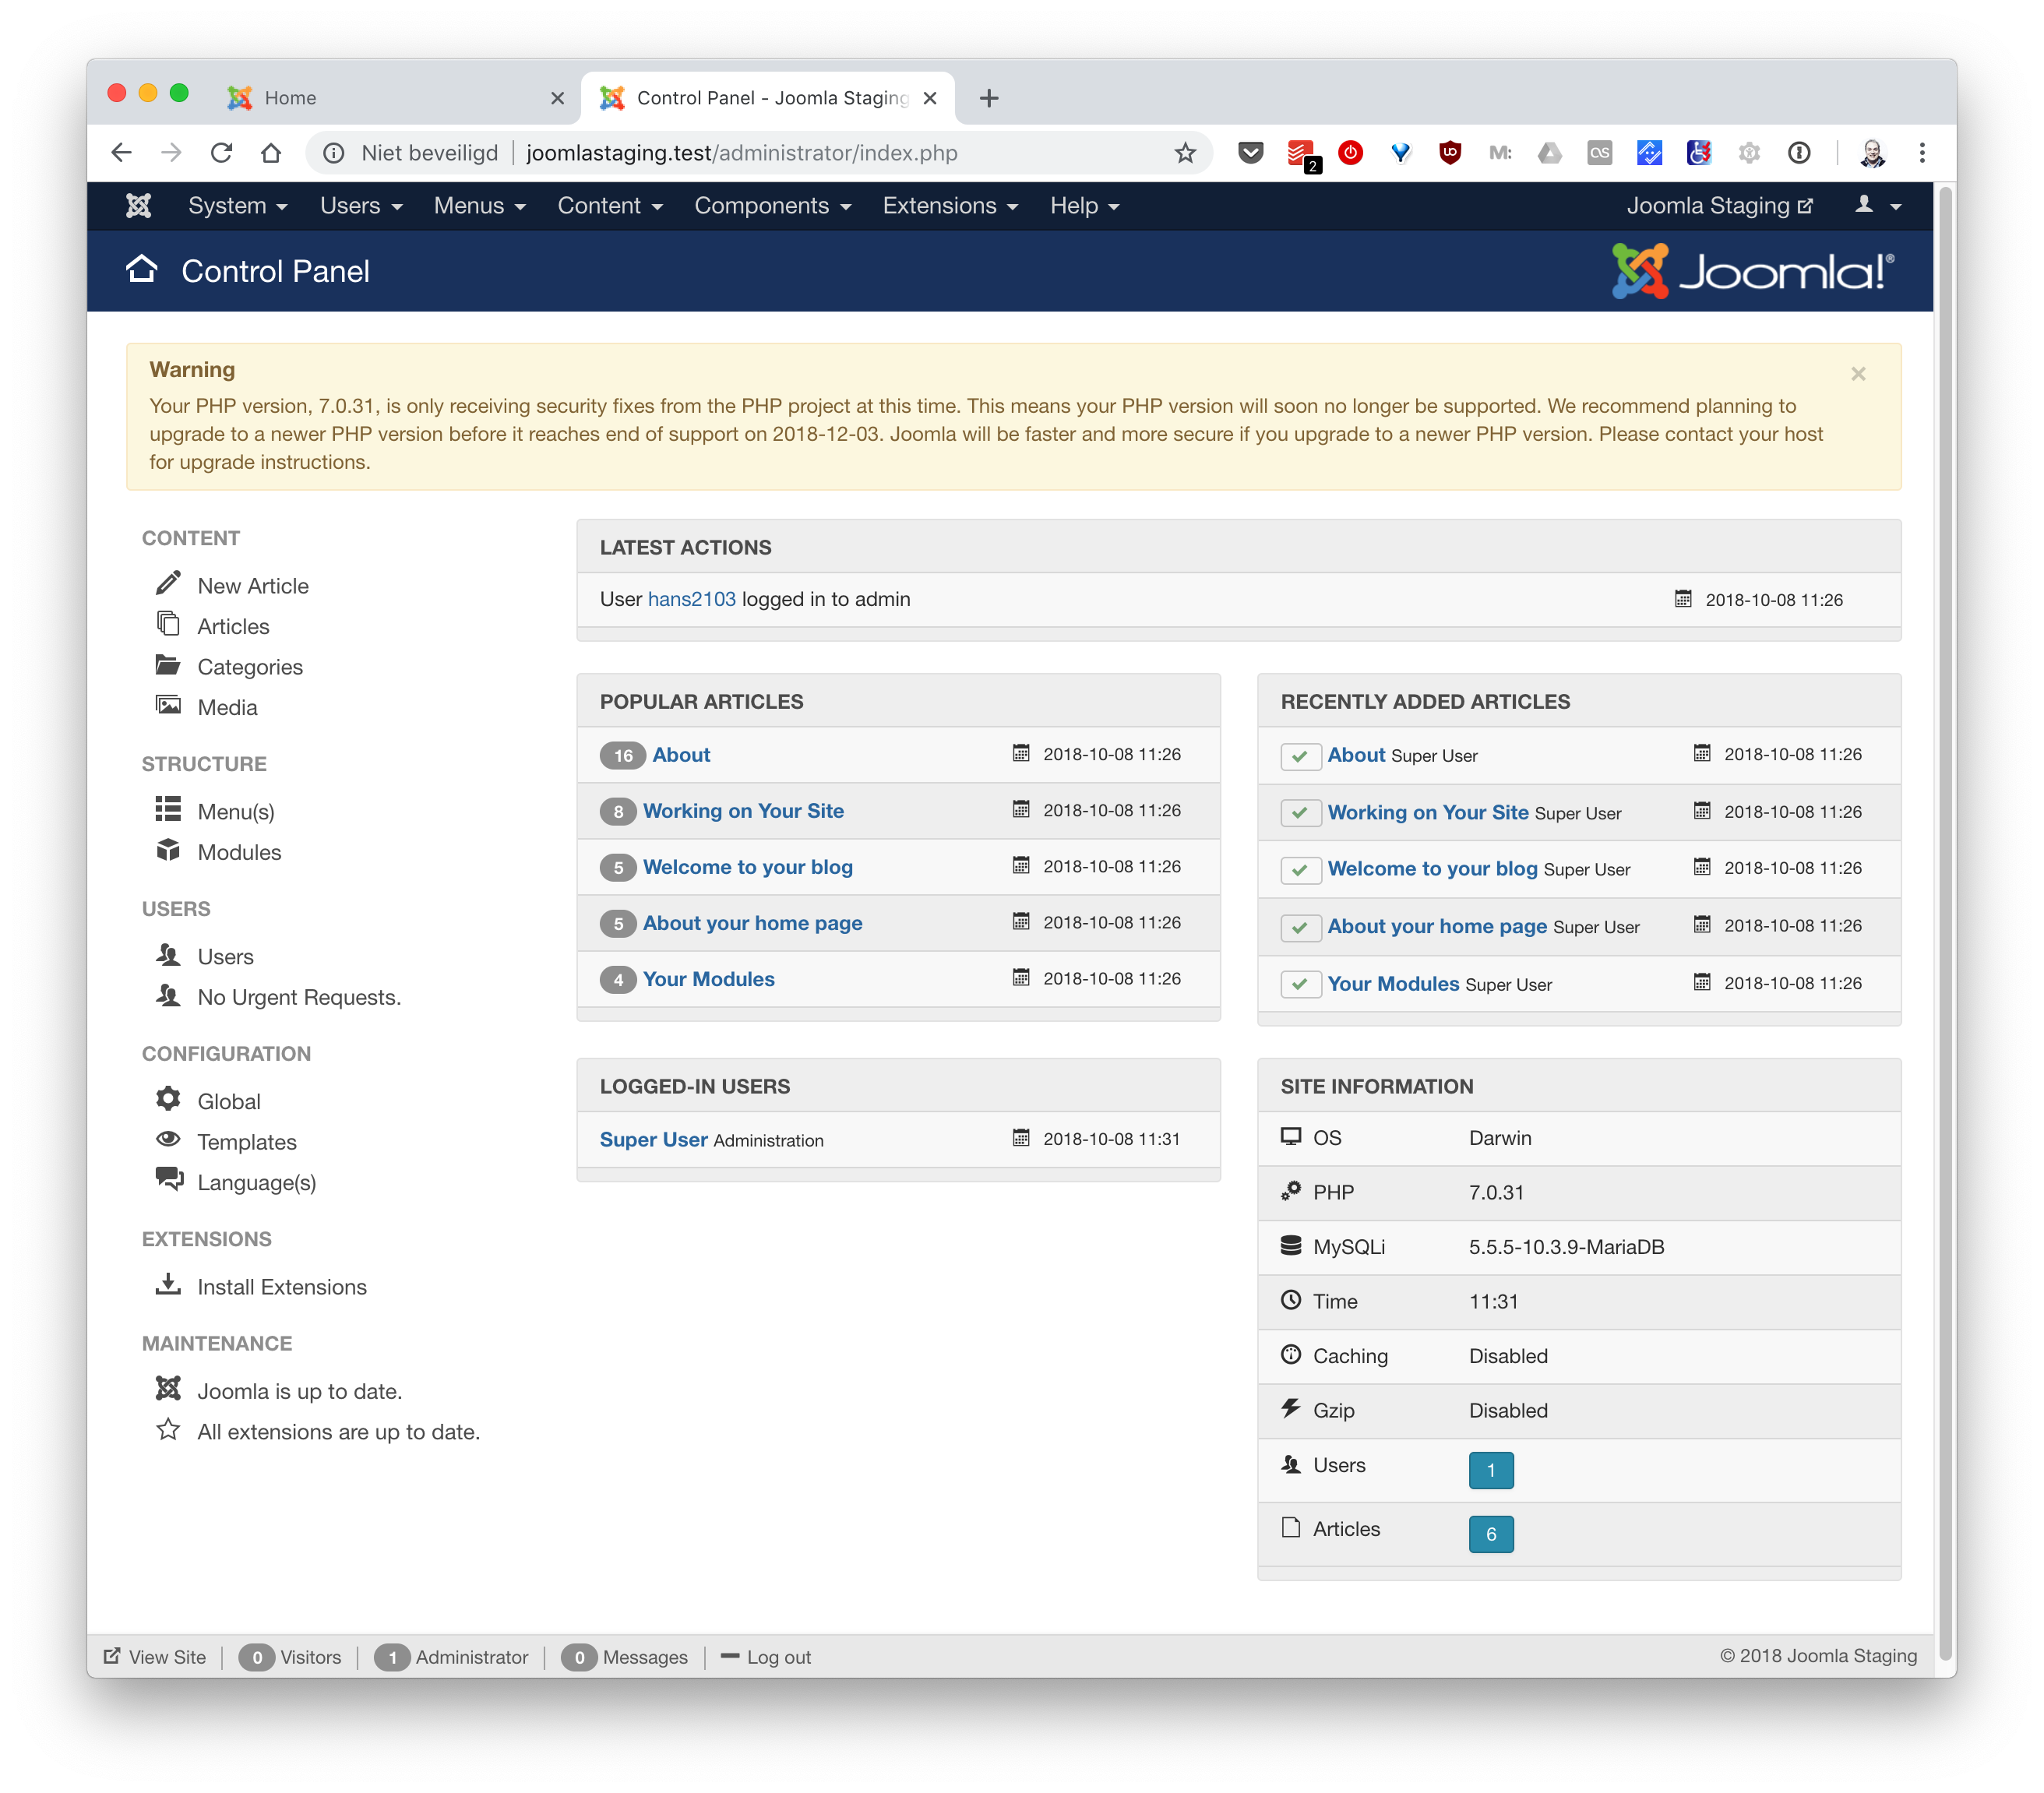 Home
Control Panel - Joomla Staging
Niet beveiligd | joomlastaging.test/administrator/index.php
2
System Users Menus Content Components Extensions Help Joomla Staging
Control Panel
Joomla!®
Warning
Your PHP version, 7.0.31, is only receiving security fixes from the PHP project at this time. This means your PHP version will soon no longer be supported. We recommend planning to
upgrade to a newer PHP version before it reaches end of support on 2018-12-03. Joomla will be faster and more secure if you upgrade to a newer PHP version. Please contact your host
for upgrade instructions.
CONTENT
New Article
Articles
Categories
Media
STRUCTURE
Menu(s)
Modules
USERS
Users
No Urgent Requests.
CONFIGURATION
Global
Templates
Language(s)
EXTENSIONS
Install Extensions
MAINTENANCE
Joomla is up to date.
All extensions are up to date.
LATEST ACTIONS
User hans2103 logged in to admin 2018-10-08 11:26
POPULAR ARTICLES
16 About 2018-10-08 11:26
8 Working on Your Site 2018-10-08 11:26
5 Welcome to your blog 2018-10-08 11:26
5 About your home page 2018-10-08 11:26
4 Your Modules 2018-10-08 11:26
RECENTLY ADDED ARTICLES
About Super User 2018-10-08 11:26
Working on Your Site Super User 2018-10-08 11:26
Welcome to your blog Super User 2018-10-08 11:26
About your home page Super User 2018-10-08 11:26
Your Modules Super User 2018-10-08 11:26
LOGGED-IN USERS
Super User Administration 2018-10-08 11:31
SITE INFORMATION
OS Darwin
PHP 7.0.31
MySQLi 5.5.5-10.3.9-MariaDB
Time 11:31
Caching Disabled
Gzip Disabled
Users 1
Articles 6
View Site | 0 Visitors | 1 Administrator | 0 Messages | Log out
© 2018 Joomla Staging